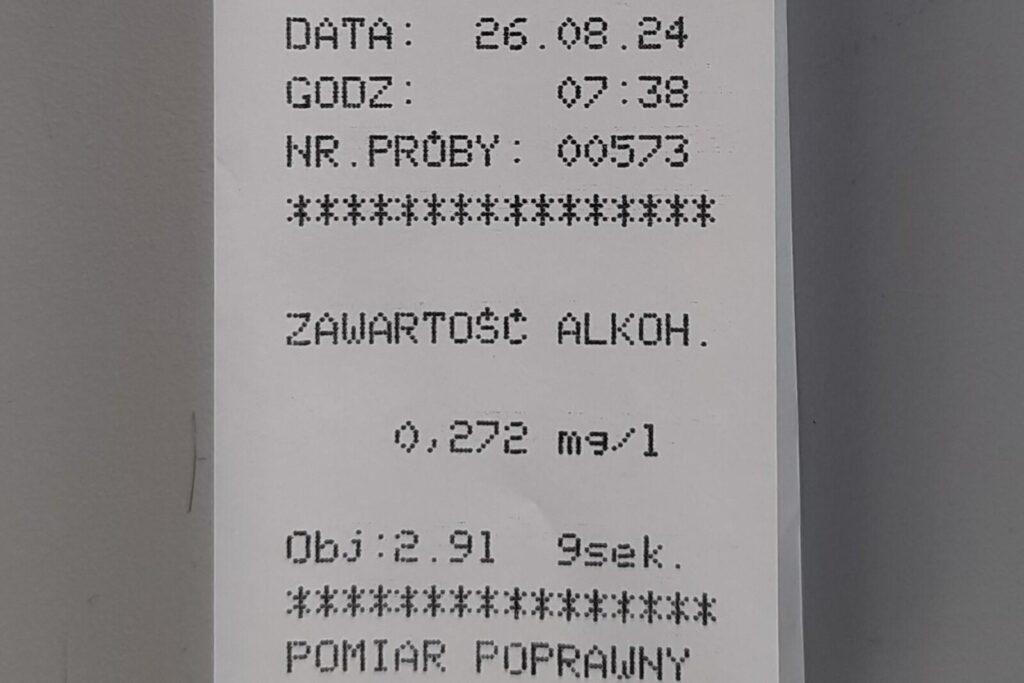 DATA: 26.08.24
GODZ: 07:38
NR.PRÓBY: 00573
****************
ZAWARTOŚĆ ALKOH.
0,272 mg/l
Obj:2.91 9sek.
****************
POMIAR POPRAWNY